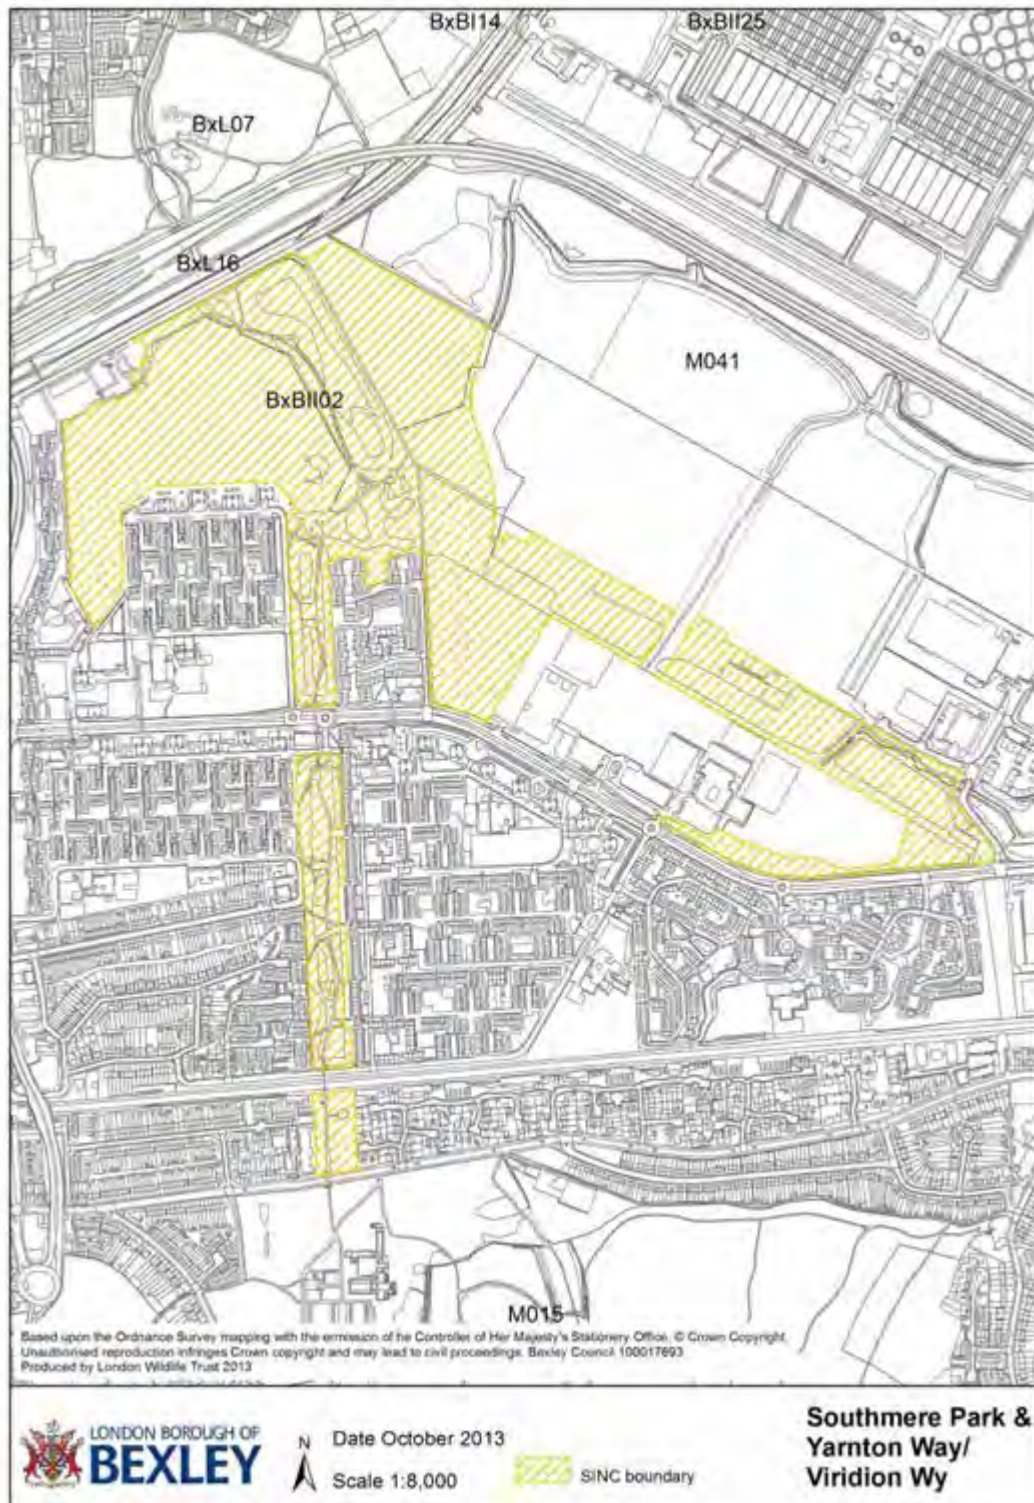 BxBI14
BxBII25
BxL07
BxL16
M041
BxBII02
M015
Based upon the Ordnance Survey mapping with the ermission of he Controller of Her Majesty's Stationery Office. © Crown Copyright.
Unauthorised reproduction infringes Crown copyright and may lead to civil proceedings. Bexley Council 100017693
Produced by London Wildlife Trust 2013
LONDON BOROUGH OF
BEXLEY
N
Date October 2013
Scale 1:8,000
SINC boundary
Southmere Park &
Yarnton Way/
Viridion Wy